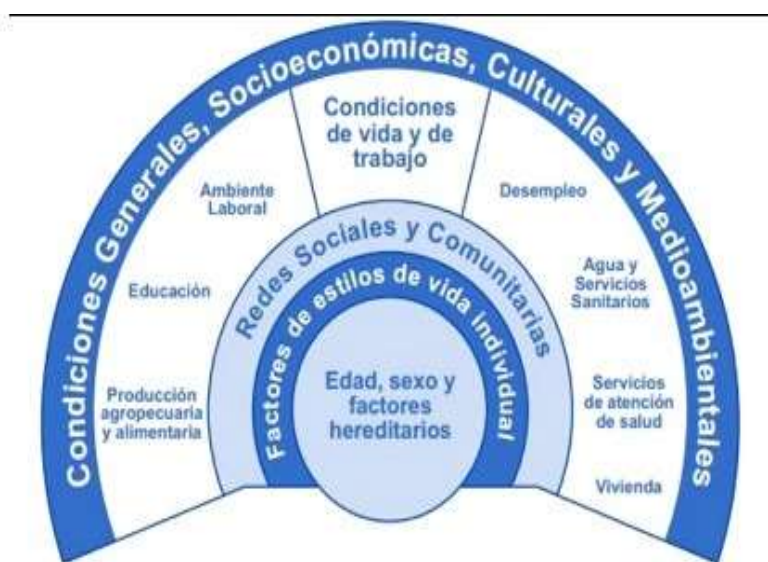 Condiciones Generales, Socioeconómicas, Culturales y Medioambientales
Condiciones
de vida y de
trabajo
Ambiente
Laboral
Desempleo
Educación
Agua y
Servicios
Sanitarios
Producción
agropecuaria
y alimentaria
Servicios
de atención
de salud
Vivienda
Redes Sociales y Comunitarias
Factores de estilos de vida individual
Edad, sexo y
factores
hereditarios